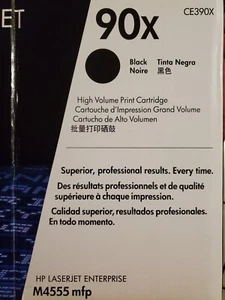 ET
90x
CE390X
Black Tinta Negra
Noire 黑色
High Volume Print Cartridge
Cartouche d'Impression Grand Volume
Cartucho de Alto Volumen
批量打印硒鼓
Superior, professional results. Every time.
Des résultats professionnels et de qualité
supérieure à chaque impression.
Calidad superior, resultados profesionales.
En todo momento.
HP LASERJET ENTERPRISE
M4555 mfp